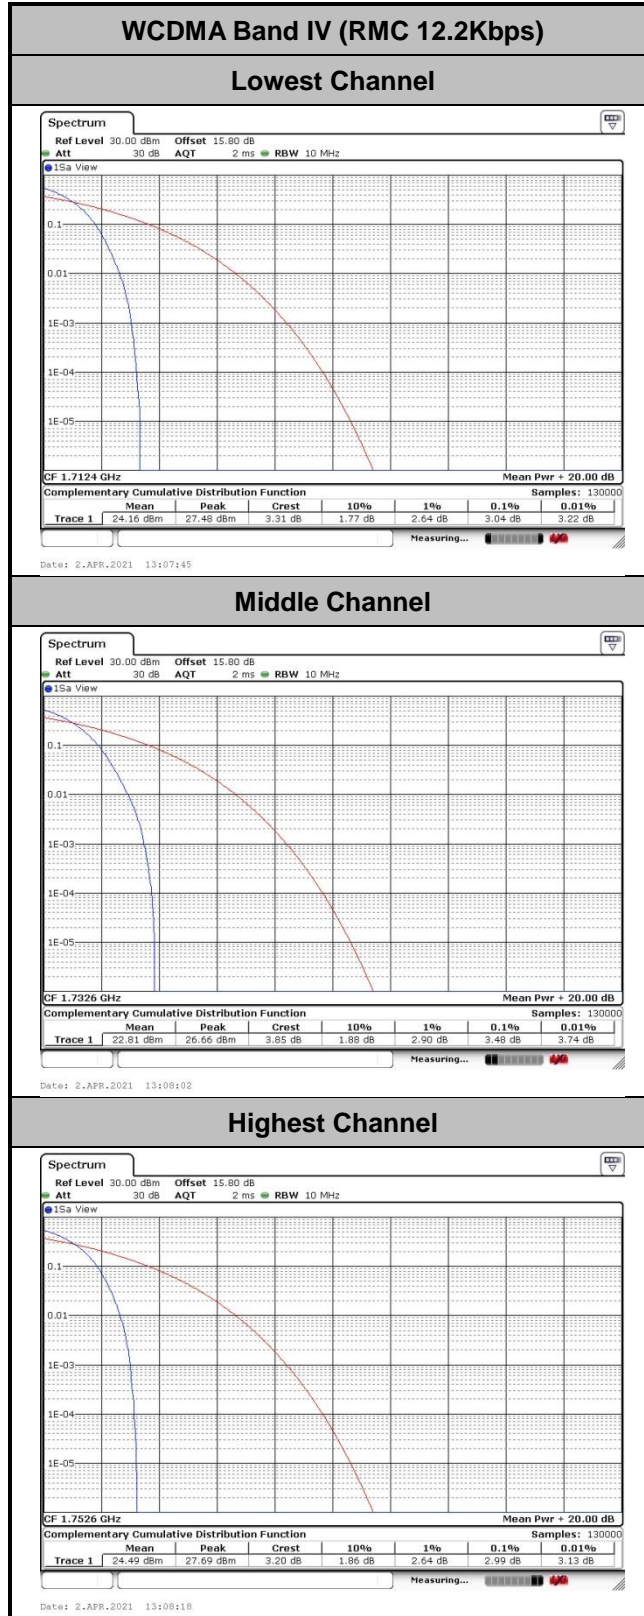 WCDMA Band IV (RMC 12.2Kbps)
Lowest Channel
Spectrum
Ref Level 30.00 dBm Offset 15.80 dB
Att 30 dB AQT 2 ms RBW 10 MHz
1Sa View
0.1
0.01
1E-03
1E-04
1E-05
CF 1.7124 GHz Mean Pwr + 20.00 dB
Complementary Cumulative Distribution Function Samples: 130000
Mean Peak Crest 10% 1% 0.1% 0.01%
Trace 1 24.16 dBm 27.48 dBm 3.31 dB 1.77 dB 2.64 dB 3.04 dB 3.22 dB
Measuring...
Date: 2.APR.2021 13:07:45
Middle Channel
Spectrum
Ref Level 30.00 dBm Offset 15.80 dB
Att 30 dB AQT 2 ms RBW 10 MHz
1Sa View
0.1
0.01
1E-03
1E-04
1E-05
CF 1.7326 GHz Mean Pwr + 20.00 dB
Complementary Cumulative Distribution Function Samples: 130000
Mean Peak Crest 10% 1% 0.1% 0.01%
Trace 1 22.81 dBm 26.66 dBm 3.85 dB 1.88 dB 2.90 dB 3.48 dB 3.74 dB
Measuring...
Date: 2.APR.2021 13:08:02
Highest Channel
Spectrum
Ref Level 30.00 dBm Offset 15.80 dB
Att 30 dB AQT 2 ms RBW 10 MHz
1Sa View
0.1
0.01
1E-03
1E-04
1E-05
CF 1.7526 GHz Mean Pwr + 20.00 dB
Complementary Cumulative Distribution Function Samples: 130000
Mean Peak Crest 10% 1% 0.1% 0.01%
Trace 1 24.49 dBm 27.69 dBm 3.20 dB 1.86 dB 2.64 dB 2.99 dB 3.13 dB
Measuring...
Date: 2.APR.2021 13:08:18